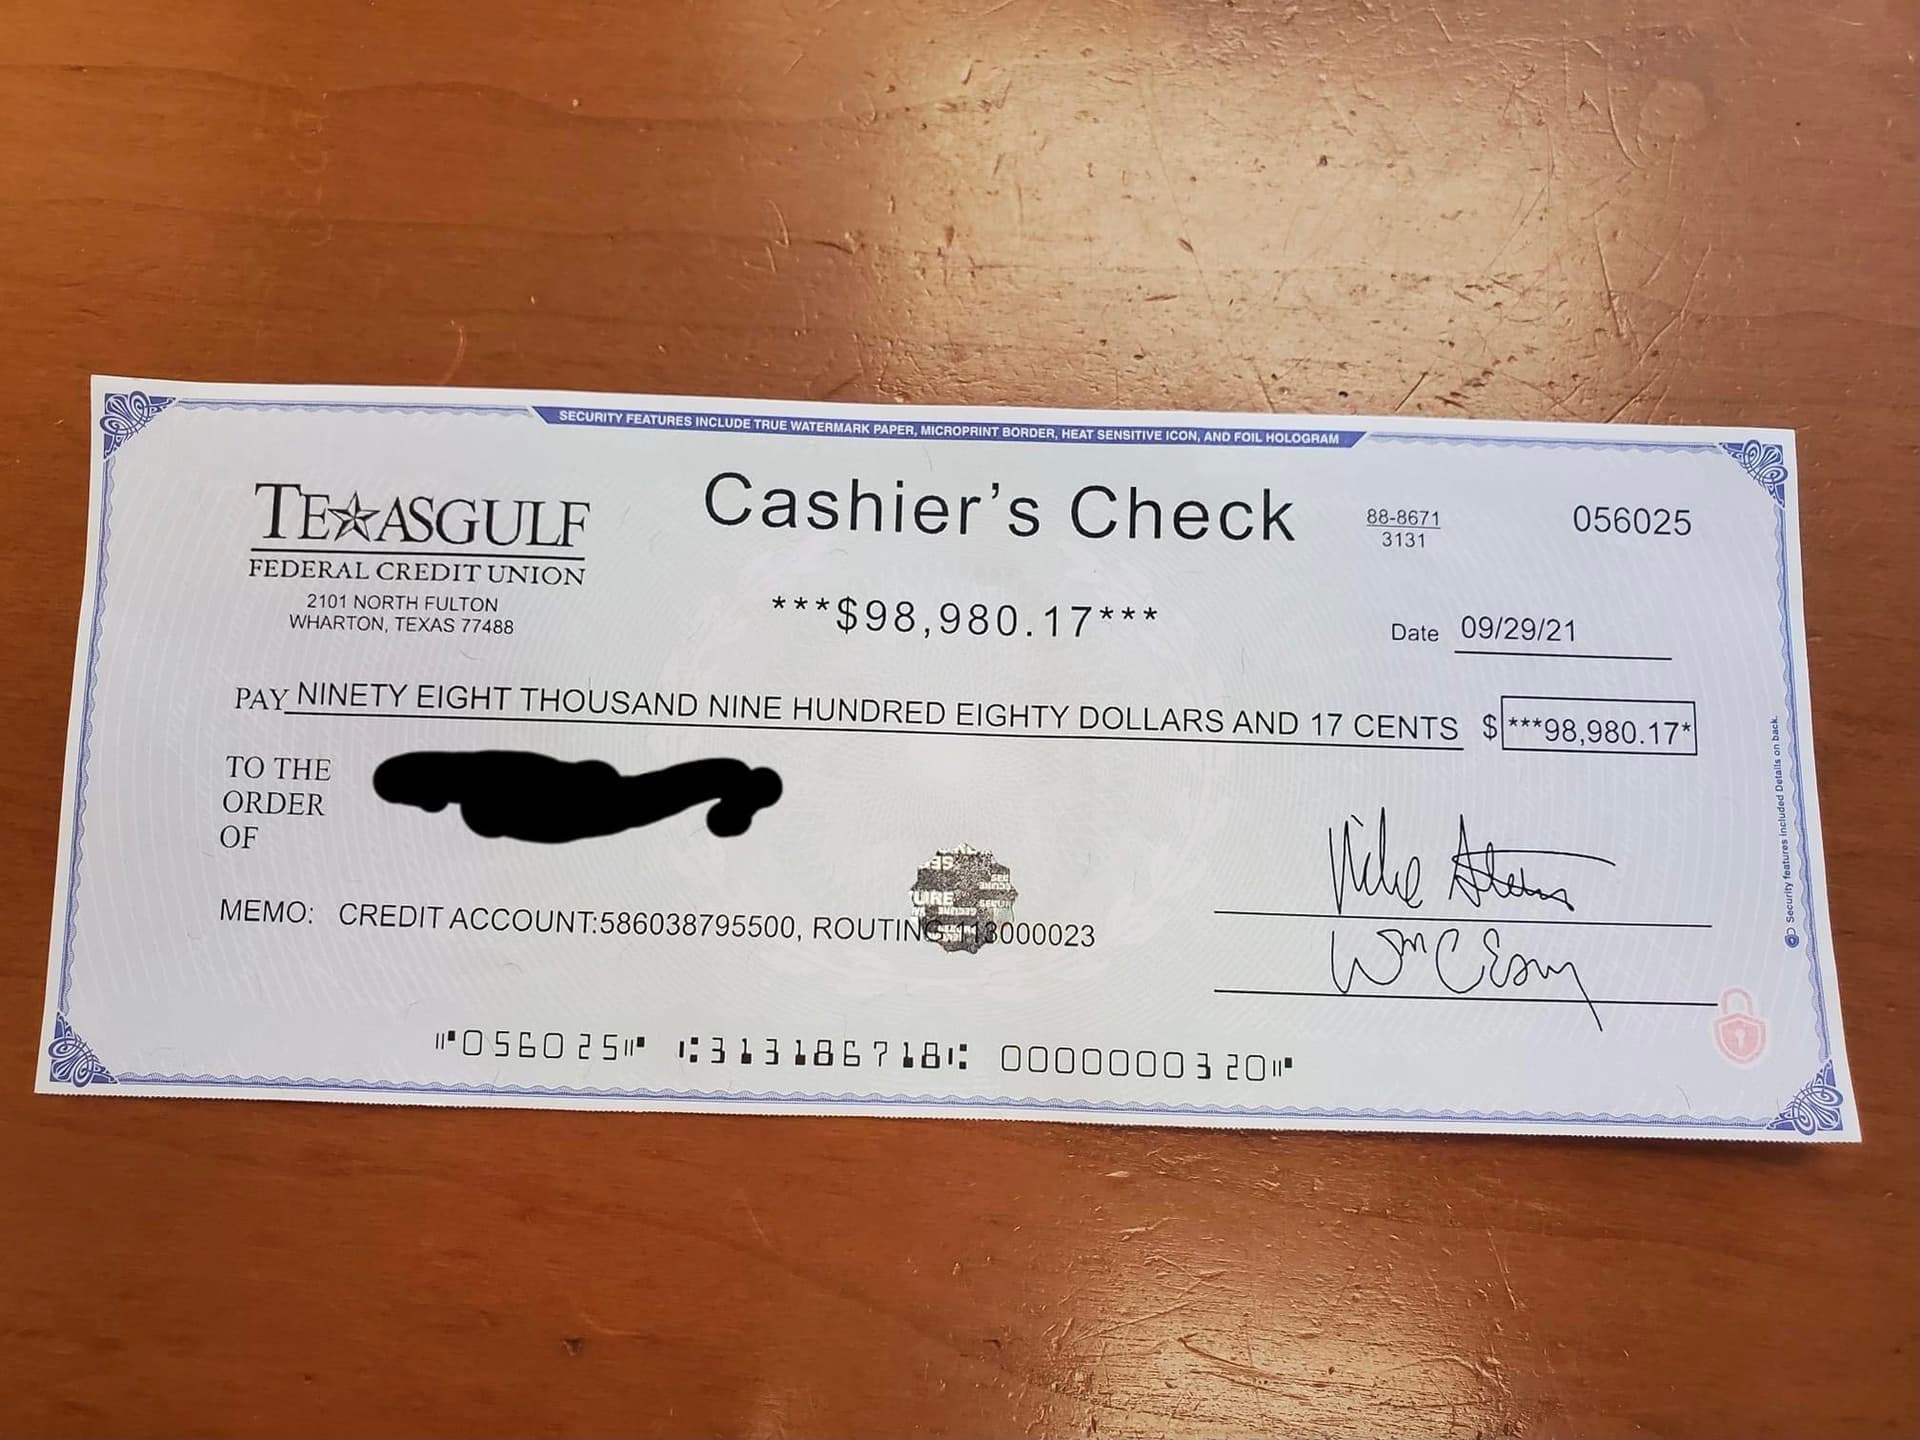 SECURITY FEATURES INCLUDE TRUE WATERMARK PAPER, MICROPRINT BORDER, HEAT SENSITIVE ICON, AND FOIL HOLOGRAM
TEXASGULF
FEDERAL CREDIT UNION
2101 NORTH FULTON
WHARTON, TEXAS 77488
Cashier's Check
88-8671
3131
056025
***$98,980.17***
Date 09/29/21
PAY NINETY EIGHT THOUSAND NINE HUNDRED EIGHTY DOLLARS AND 17 CENTS $ ***98,980.17*
TO THE
ORDER
OF
MEMO: CREDIT ACCOUNT:586038795500, ROUTING 000023
⑈056025⑈ ⑆313186718⑆ 0000000320⑈
Security features included Details on back.